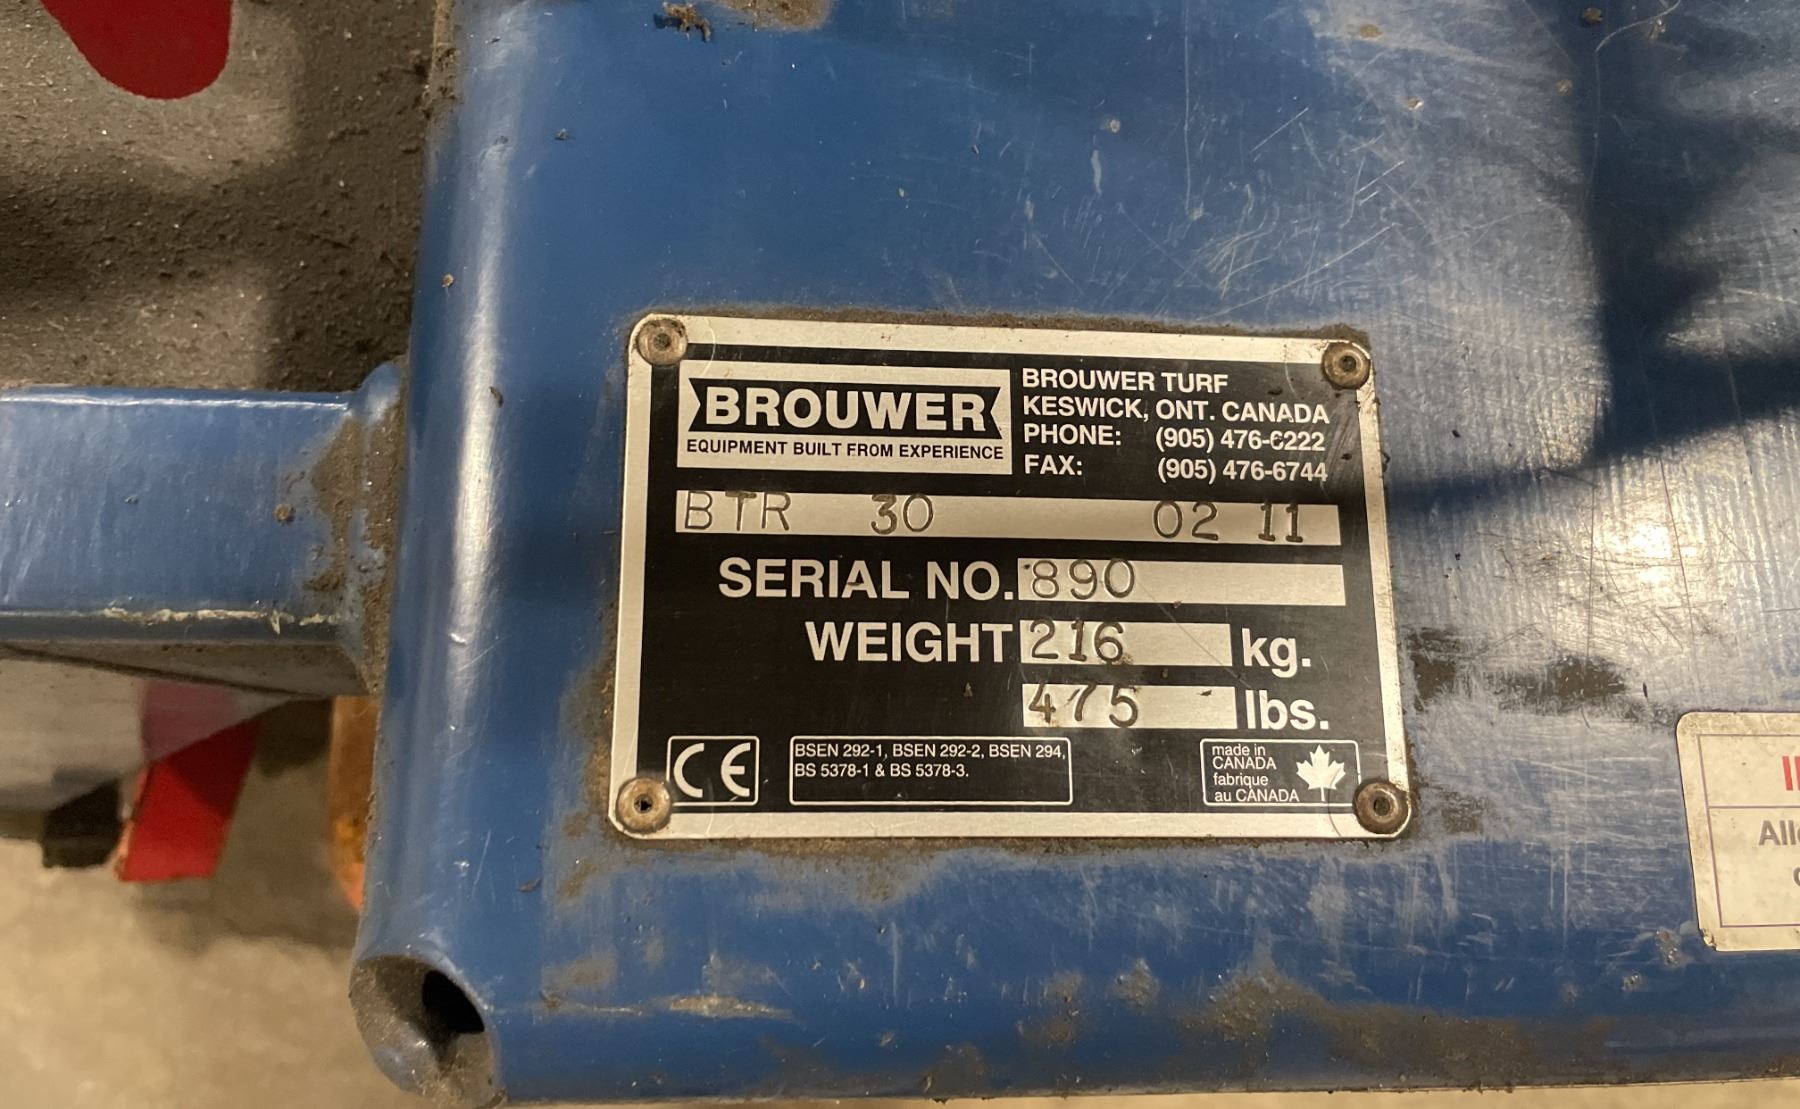 BROUWER
EQUIPMENT BUILT FROM EXPERIENCE
BROUWER TURF
KESWICK, ONT. CANADA
PHONE: (905) 476-6222
FAX: (905) 476-6744
BTR 30 02 11
SERIAL NO. 890
WEIGHT 216 kg.
475 lbs.
CE
BSEN 292-1, BSEN 292-2, BSEN 294,
BS 5378-1 & BS 5378-3.
made in
CANADA
fabrique
au CANADA